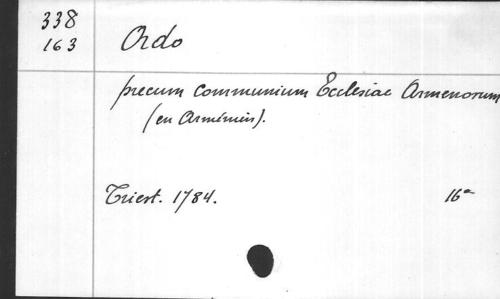 338
163
Ordo
precum communium Ecclesiae Armenorum
(en Arménien).
Triest. 1784.
16°